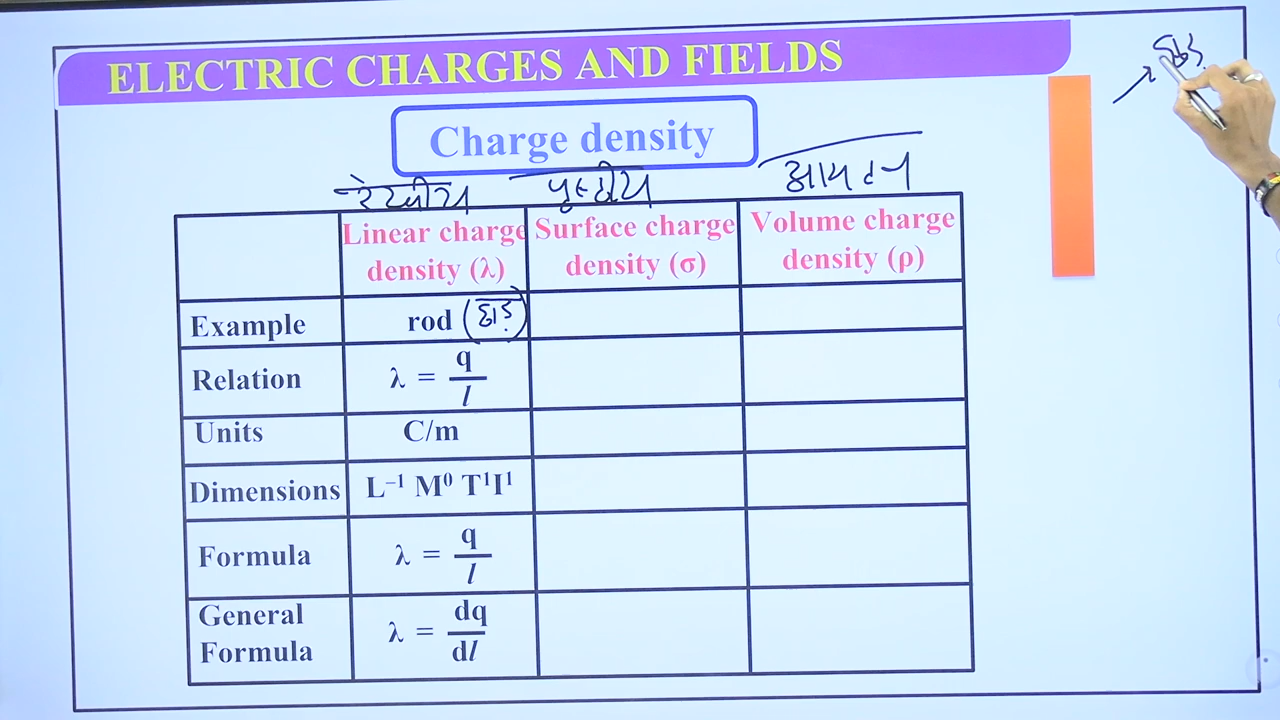 ELECTRIC CHARGES AND FIELDS
Charge density
रेखीय पृष्ठीय आयतन
Linear charge density (λ)
Surface charge density (σ)
Volume charge density (ρ)
Example rod
Relation λ = q/l
Units C/m
Dimensions L⁻¹ M⁰ T¹I¹
Formula λ = q/l
General Formula λ = dq/dl